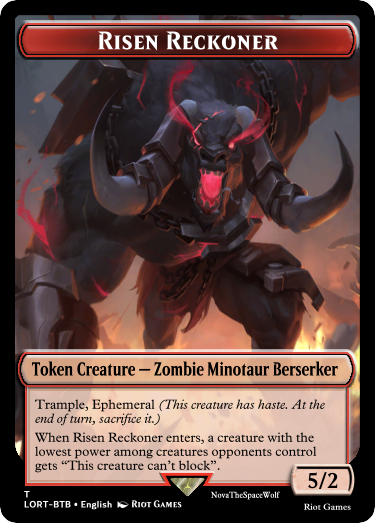 Risen Reckoner
Token Creature — Zombie Minotaur Berserker
Trample, Ephemeral (This creature has haste. At the
end of turn, sacrifice it.)
When Risen Reckoner enters, a creature with the
lowest power among creatures opponents control
gets “This creature can't block”.
5/2
T
LORT-BTB • English Riot Games
NovaTheSpaceWolf
Riot Games